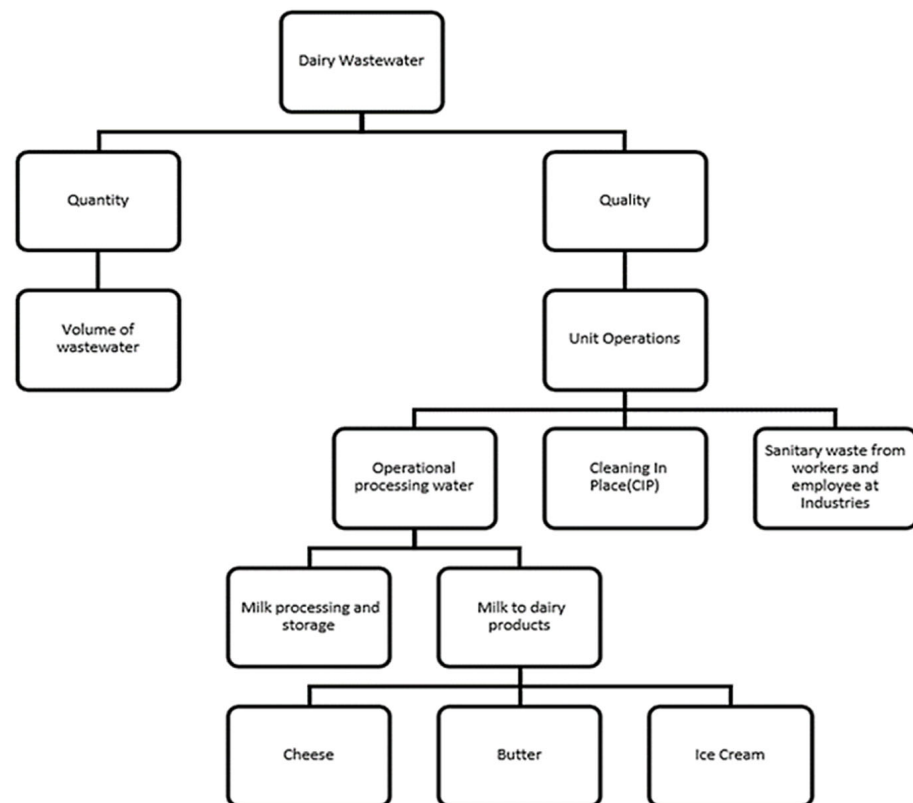 Dairy Wastewater
Quantity
Quality
Volume of
wastewater
Unit Operations
Operational
processing water
Cleaning In
Place(CIP)
Sanitary waste from
workers and
employee at
Industries
Milk processing and
storage
Milk to dairy
products
Cheese
Butter
Ice Cream